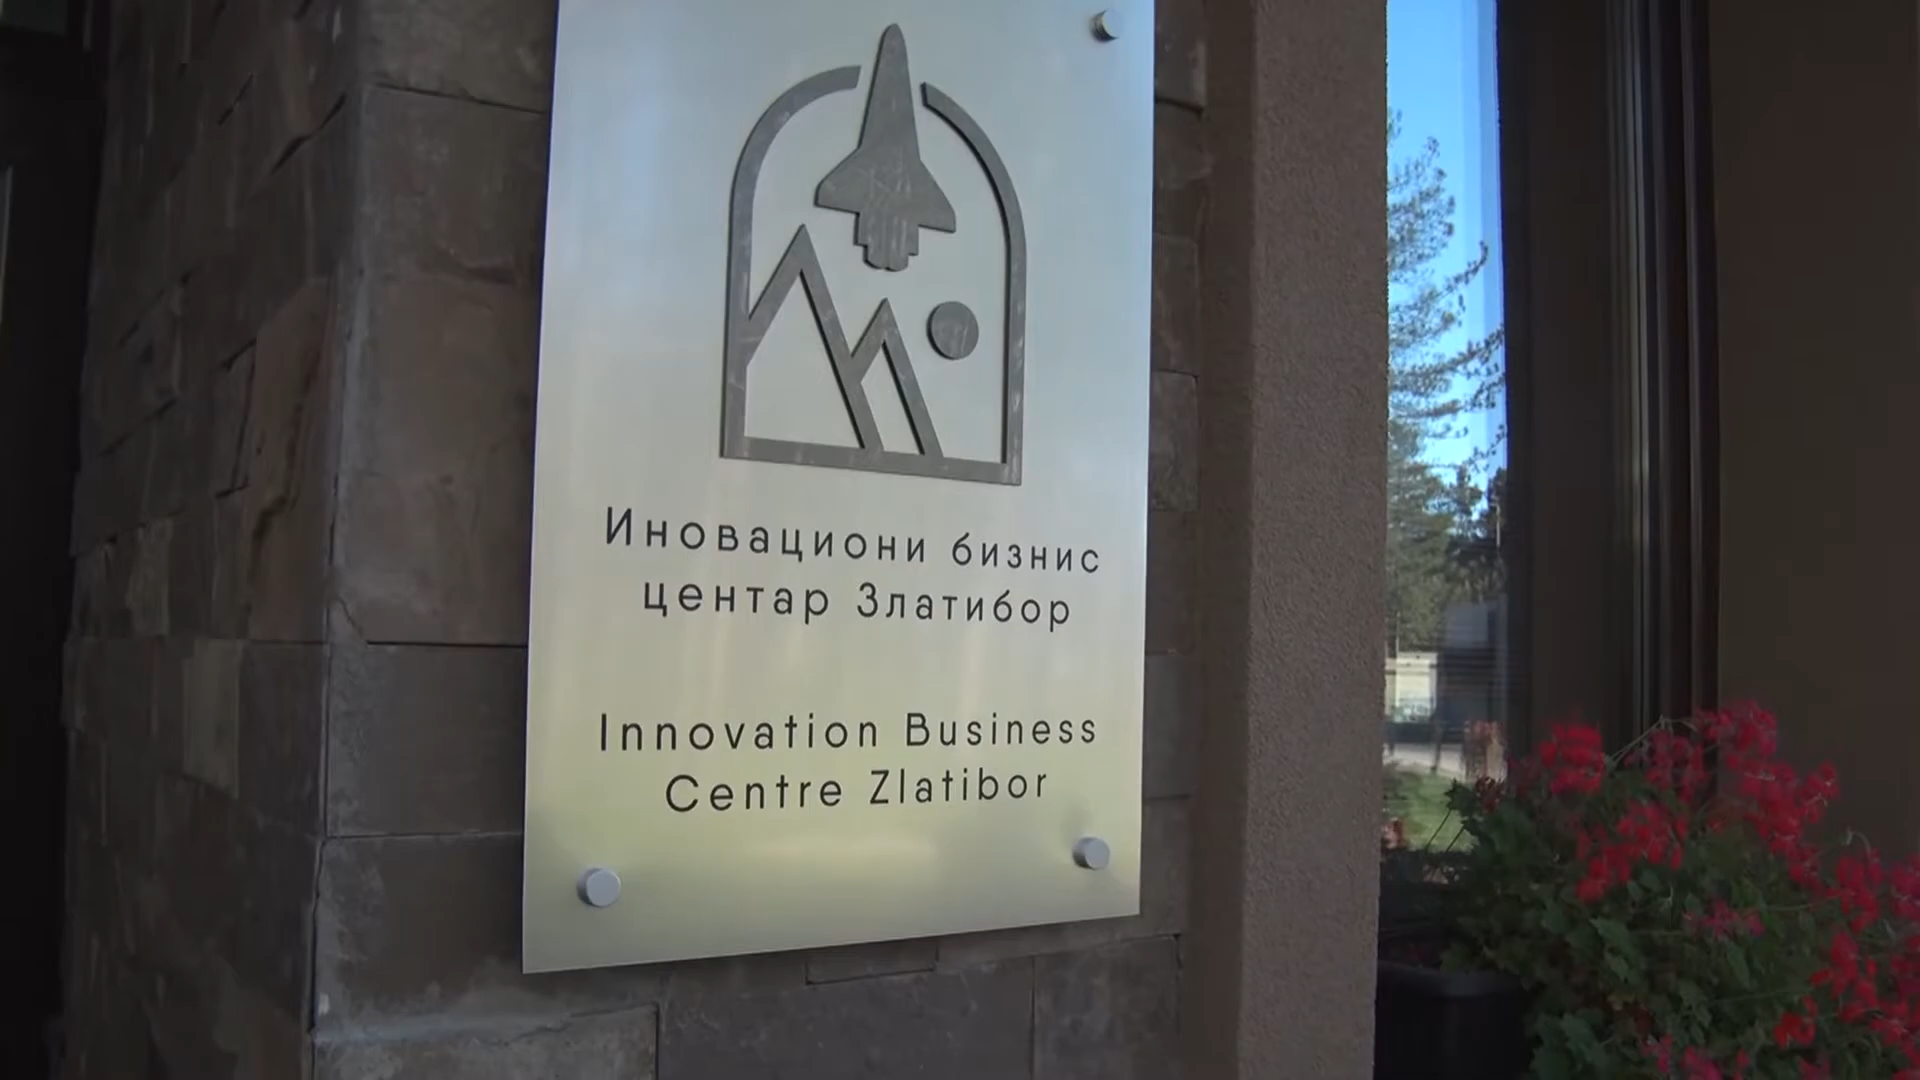 Иновациони бизнис
центар Златибор
Innovation Business
Centre Zlatibor